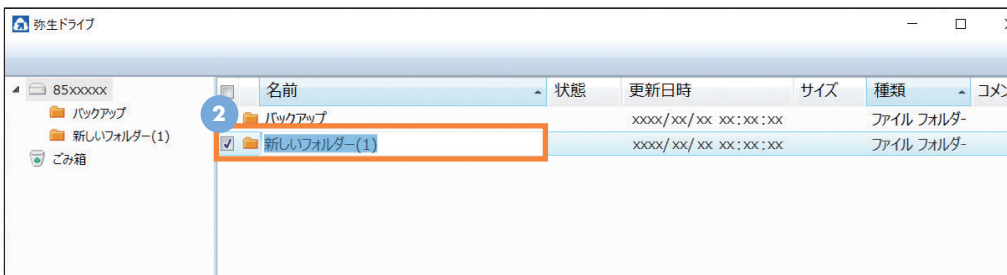 弥生ドライブ
85xxxxx
バックアップ
新しいフォルダー(1)
ごみ箱
名前 状態 更新日時 サイズ 種類
2 バックアップ xxxx/xx/xx xx:xx:xx ファイル フォルダー
新しいフォルダー(1) xxxx/xx/xx xx:xx:xx ファイル フォルダー